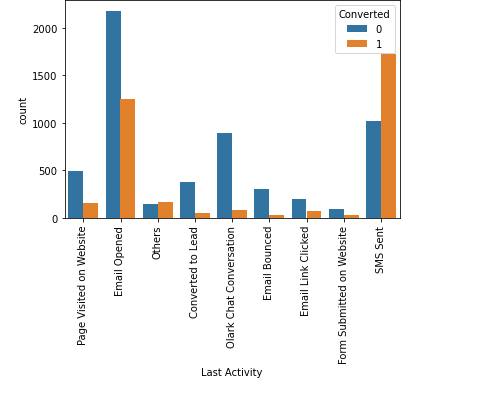 Converted
0
1
2000
1500
1000
500
0
count
Page Visited on Website
Email Opened
Others
Converted to Lead
Olark Chat Conversation
Email Bounced
Email Link Clicked
Form Submitted on Website
SMS Sent
Last Activity